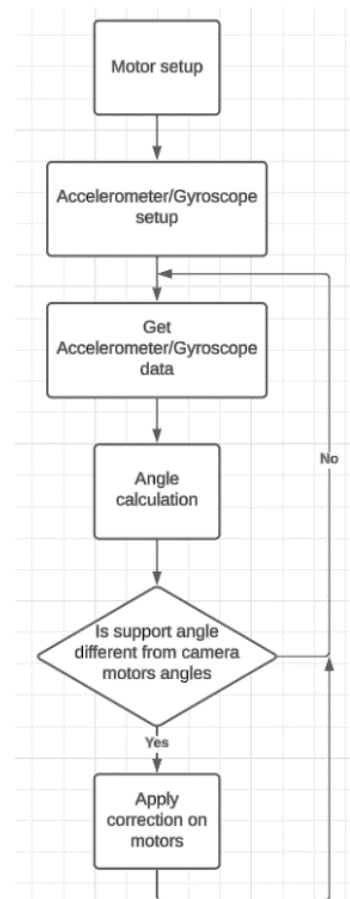 Motor setup
Accelerometer/Gyroscope
setup
Get
Accelerometer/Gyroscope
data
Angle
calculation
No
Is support angle
different from camera
motors angles
Yes
Apply
correction on
motors